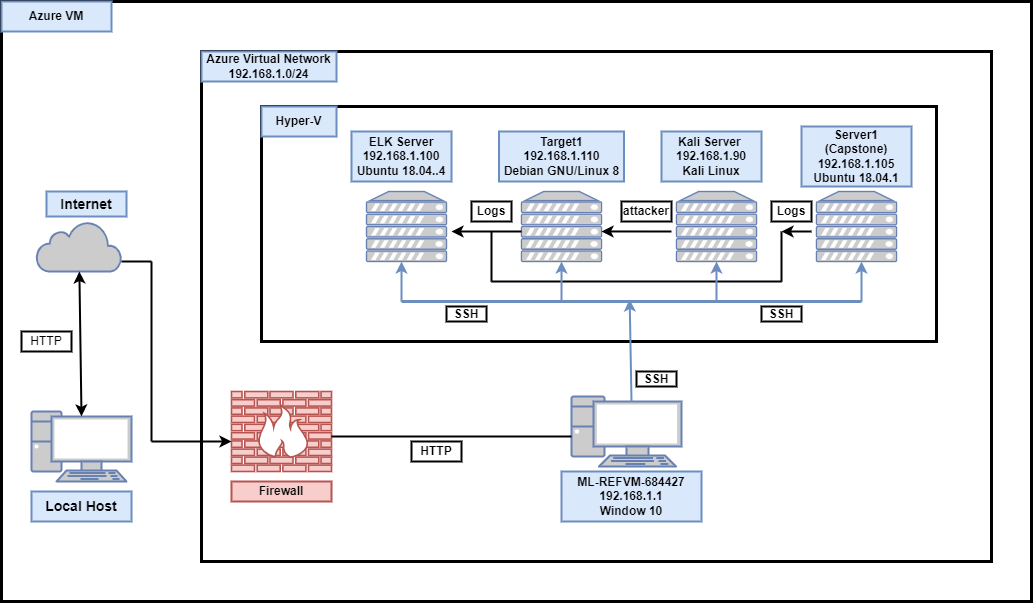 Azure VM
Azure Virtual Network
192.168.1.0/24
Hyper-V
ELK Server
192.168.1.100
Ubuntu 18.04..4
Target1
192.168.1.110
Debian GNU/Linux 8
Kali Server
192.168.1.90
Kali Linux
Server1
(Capstone)
192.168.1.105
Ubuntu 18.04.1
Internet
Logs
attacker
Logs
SSH
SSH
HTTP
SSH
HTTP
Firewall
Local Host
ML-REFVM-684427
192.168.1.1
Window 10